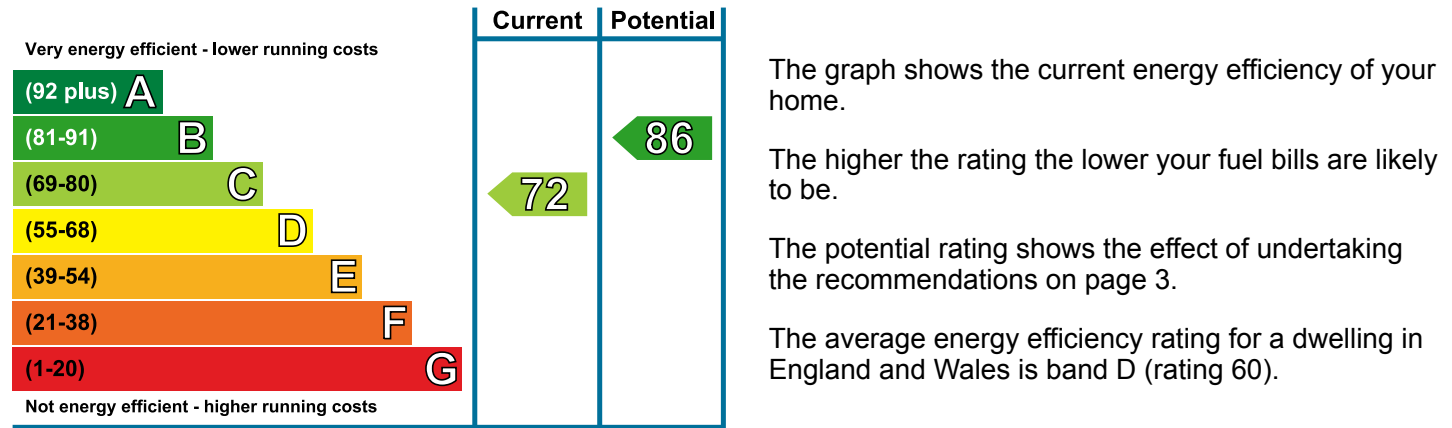 Current Potential
Very energy efficient - lower running costs
(92 plus) A
(81-91) B
86
(69-80) C
72
(55-68) D
(39-54) E
(21-38) F
(1-20) G
Not energy efficient - higher running costs
The graph shows the current energy efficiency of your
home.
The higher the rating the lower your fuel bills are likely
to be.
The potential rating shows the effect of undertaking
the recommendations on page 3.
The average energy efficiency rating for a dwelling in
England and Wales is band D (rating 60).